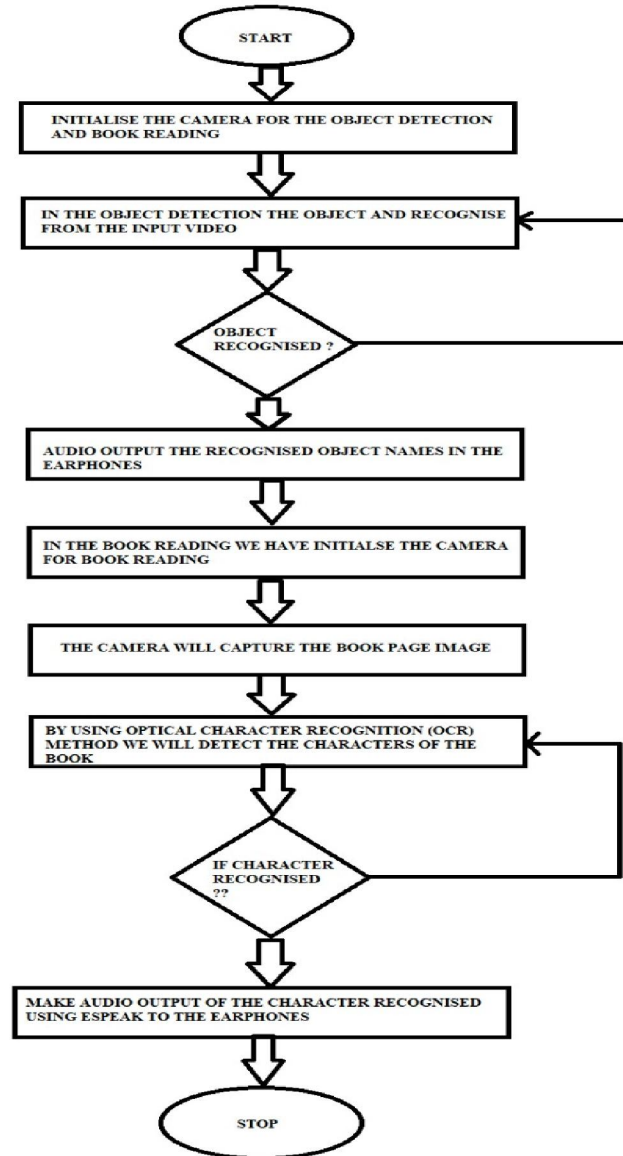 START
INITIALISE THE CAMERA FOR THE OBJECT DETECTION
AND BOOK READING
IN THE OBJECT DETECTION THE OBJECT AND RECOGNISE
FROM THE INPUT VIDEO
OBJECT
RECOGNISED ?
AUDIO OUTPUT THE RECOGNISED OBJECT NAMES IN THE
EARPHONES
IN THE BOOK READING WE HAVE INITIALSE THE CAMERA
FOR BOOK READING
THE CAMERA WILL CAPTURE THE BOOK PAGE IMAGE
BY USING OPTICAL CHARACTER RECOGNITION (OCR)
METHOD WE WILL DETECT THE CHARACTERS OF THE
BOOK
IF CHARACTER
RECOGNISED
??
MAKE AUDIO OUTPUT OF THE CHARACTER RECOGNISED
USING ESPEAK TO THE EARPHONES
STOP